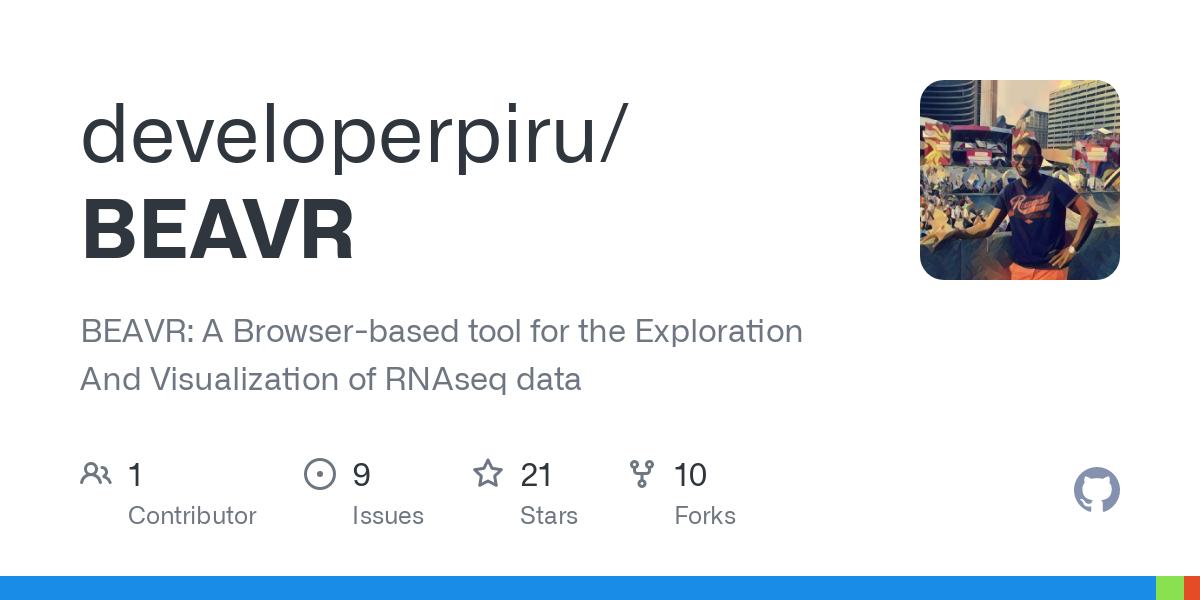 developerpiru/
BEAVR
BEAVR: A Browser-based tool for the Exploration
And Visualization of RNAseq data
1
Contributor
9
Issues
21
Stars
10
Forks